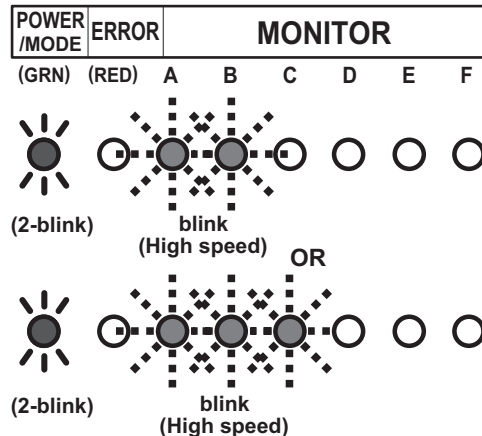 POWER
/MODE ERROR MONITOR
(GRN) (RED) A B C D E F
(2-blink) blink
(High speed)
OR
(2-blink) blink
(High speed)